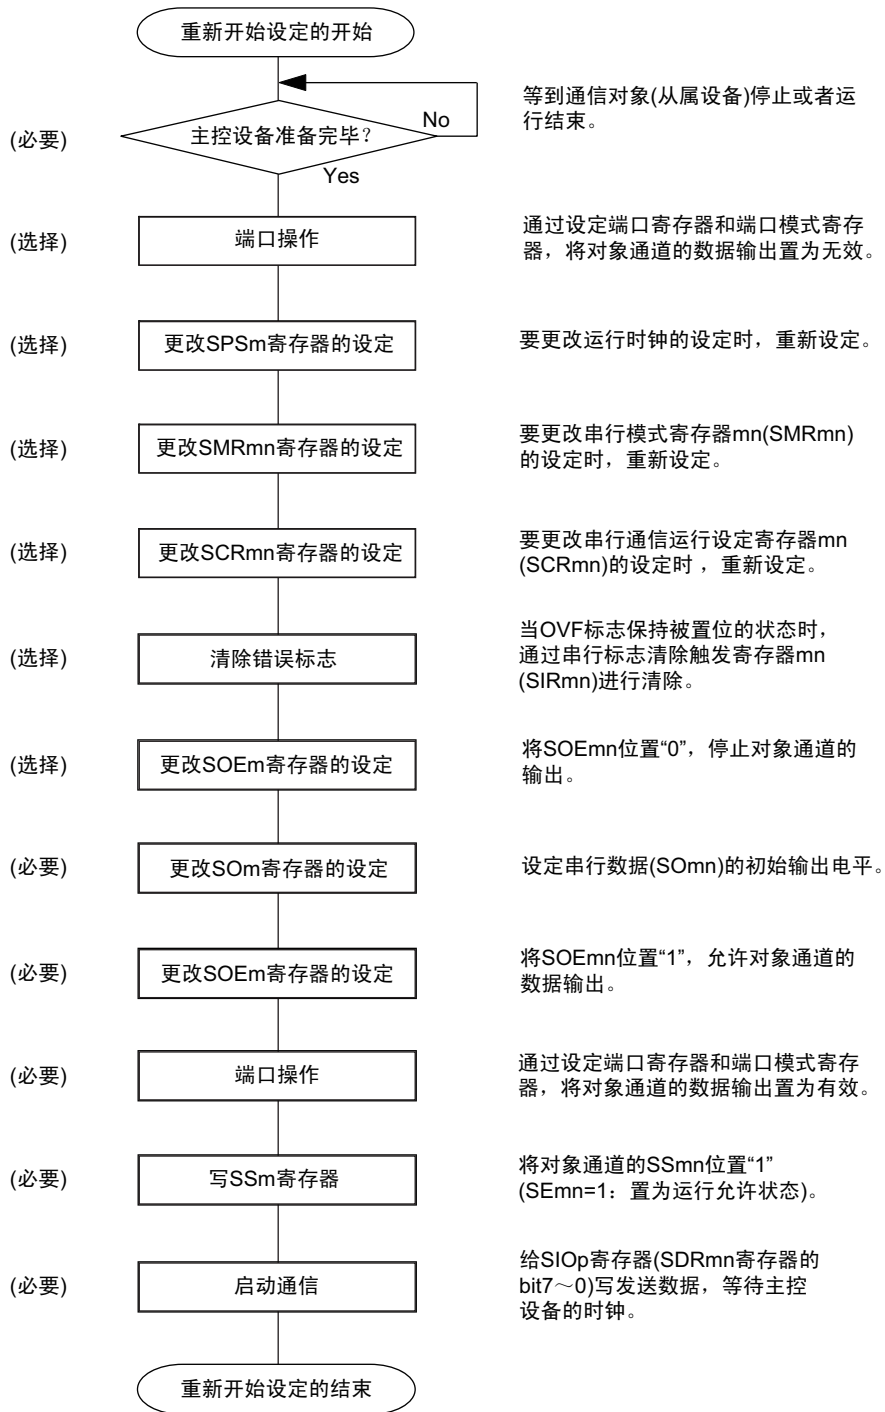 重新开始设定的开始
等到通信对象(从属设备)停止或者运
行结束。
(必要)
主控设备准备完毕？
No
Yes
(选择)
端口操作
通过设定端口寄存器和端口模式寄存
器，将对象通道的数据输出置为无效。
(选择)
更改SPSm寄存器的设定
要更改运行时钟的设定时，重新设定。
(选择)
更改SMRmn寄存器的设定
要更改串行模式寄存器mn(SMRmn)
的设定时，重新设定。
(选择)
更改SCRmn寄存器的设定
要更改串行通信运行设定寄存器mn
(SCRmn)的设定时，重新设定。
(选择)
清除错误标志
当OVF标志保持被置位的状态时，
通过串行标志清除触发寄存器mn
(SIRmn)进行清除。
(选择)
更改SOEm寄存器的设定
将SOEmn位置“0”，停止对象通道的
输出。
(必要)
更改SOm寄存器的设定
设定串行数据(SOmn)的初始输出电平。
(必要)
更改SOEm寄存器的设定
将SOEmn位置“1”，允许对象通道的
数据输出。
(必要)
端口操作
通过设定端口寄存器和端口模式寄存
器，将对象通道的数据输出置为有效。
(必要)
写SSm寄存器
将对象通道的SSmn位置“1”
(SEmn=1：置为运行允许状态)。
(必要)
启动通信
给SIOp寄存器(SDRmn寄存器的
bit7～0)写发送数据，等待主控
设备的时钟。
重新开始设定的结束